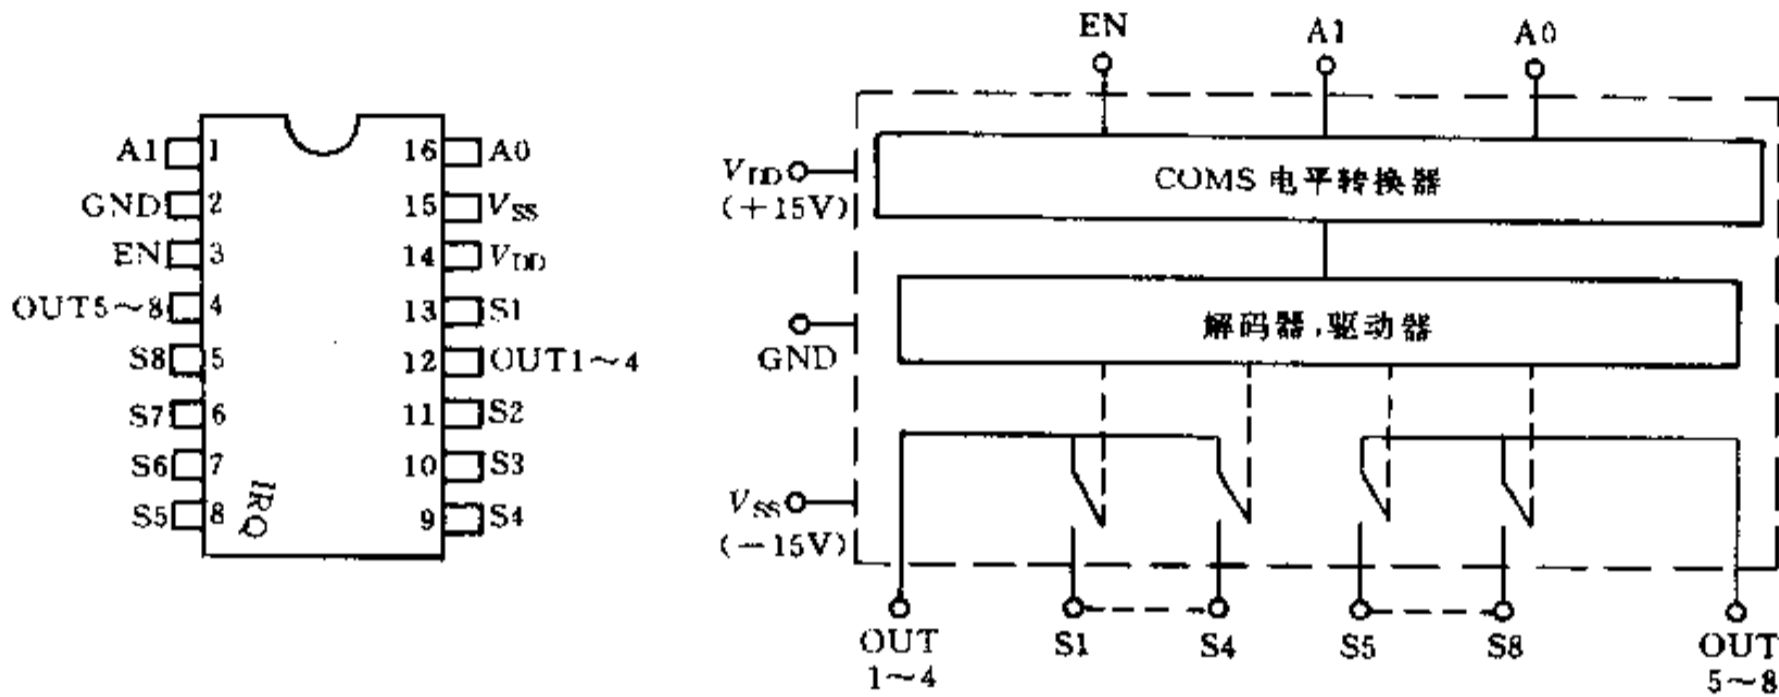 A1 1 16 A0
GND 2 15 VSS
EN 3 14 VDD
OUT5～8 4 13 S1
S8 5 12 OUT1～4
S7 6 11 S2
S6 7 10 S3
S5 8 9 S4
IRQ
EN A1 A0
VDD
(＋15V)
COMS 电平转换器
GND
解码器,驱动器
VSS
(－15V)
OUT
1～4
S1 S4 S5 S8
OUT
5～8